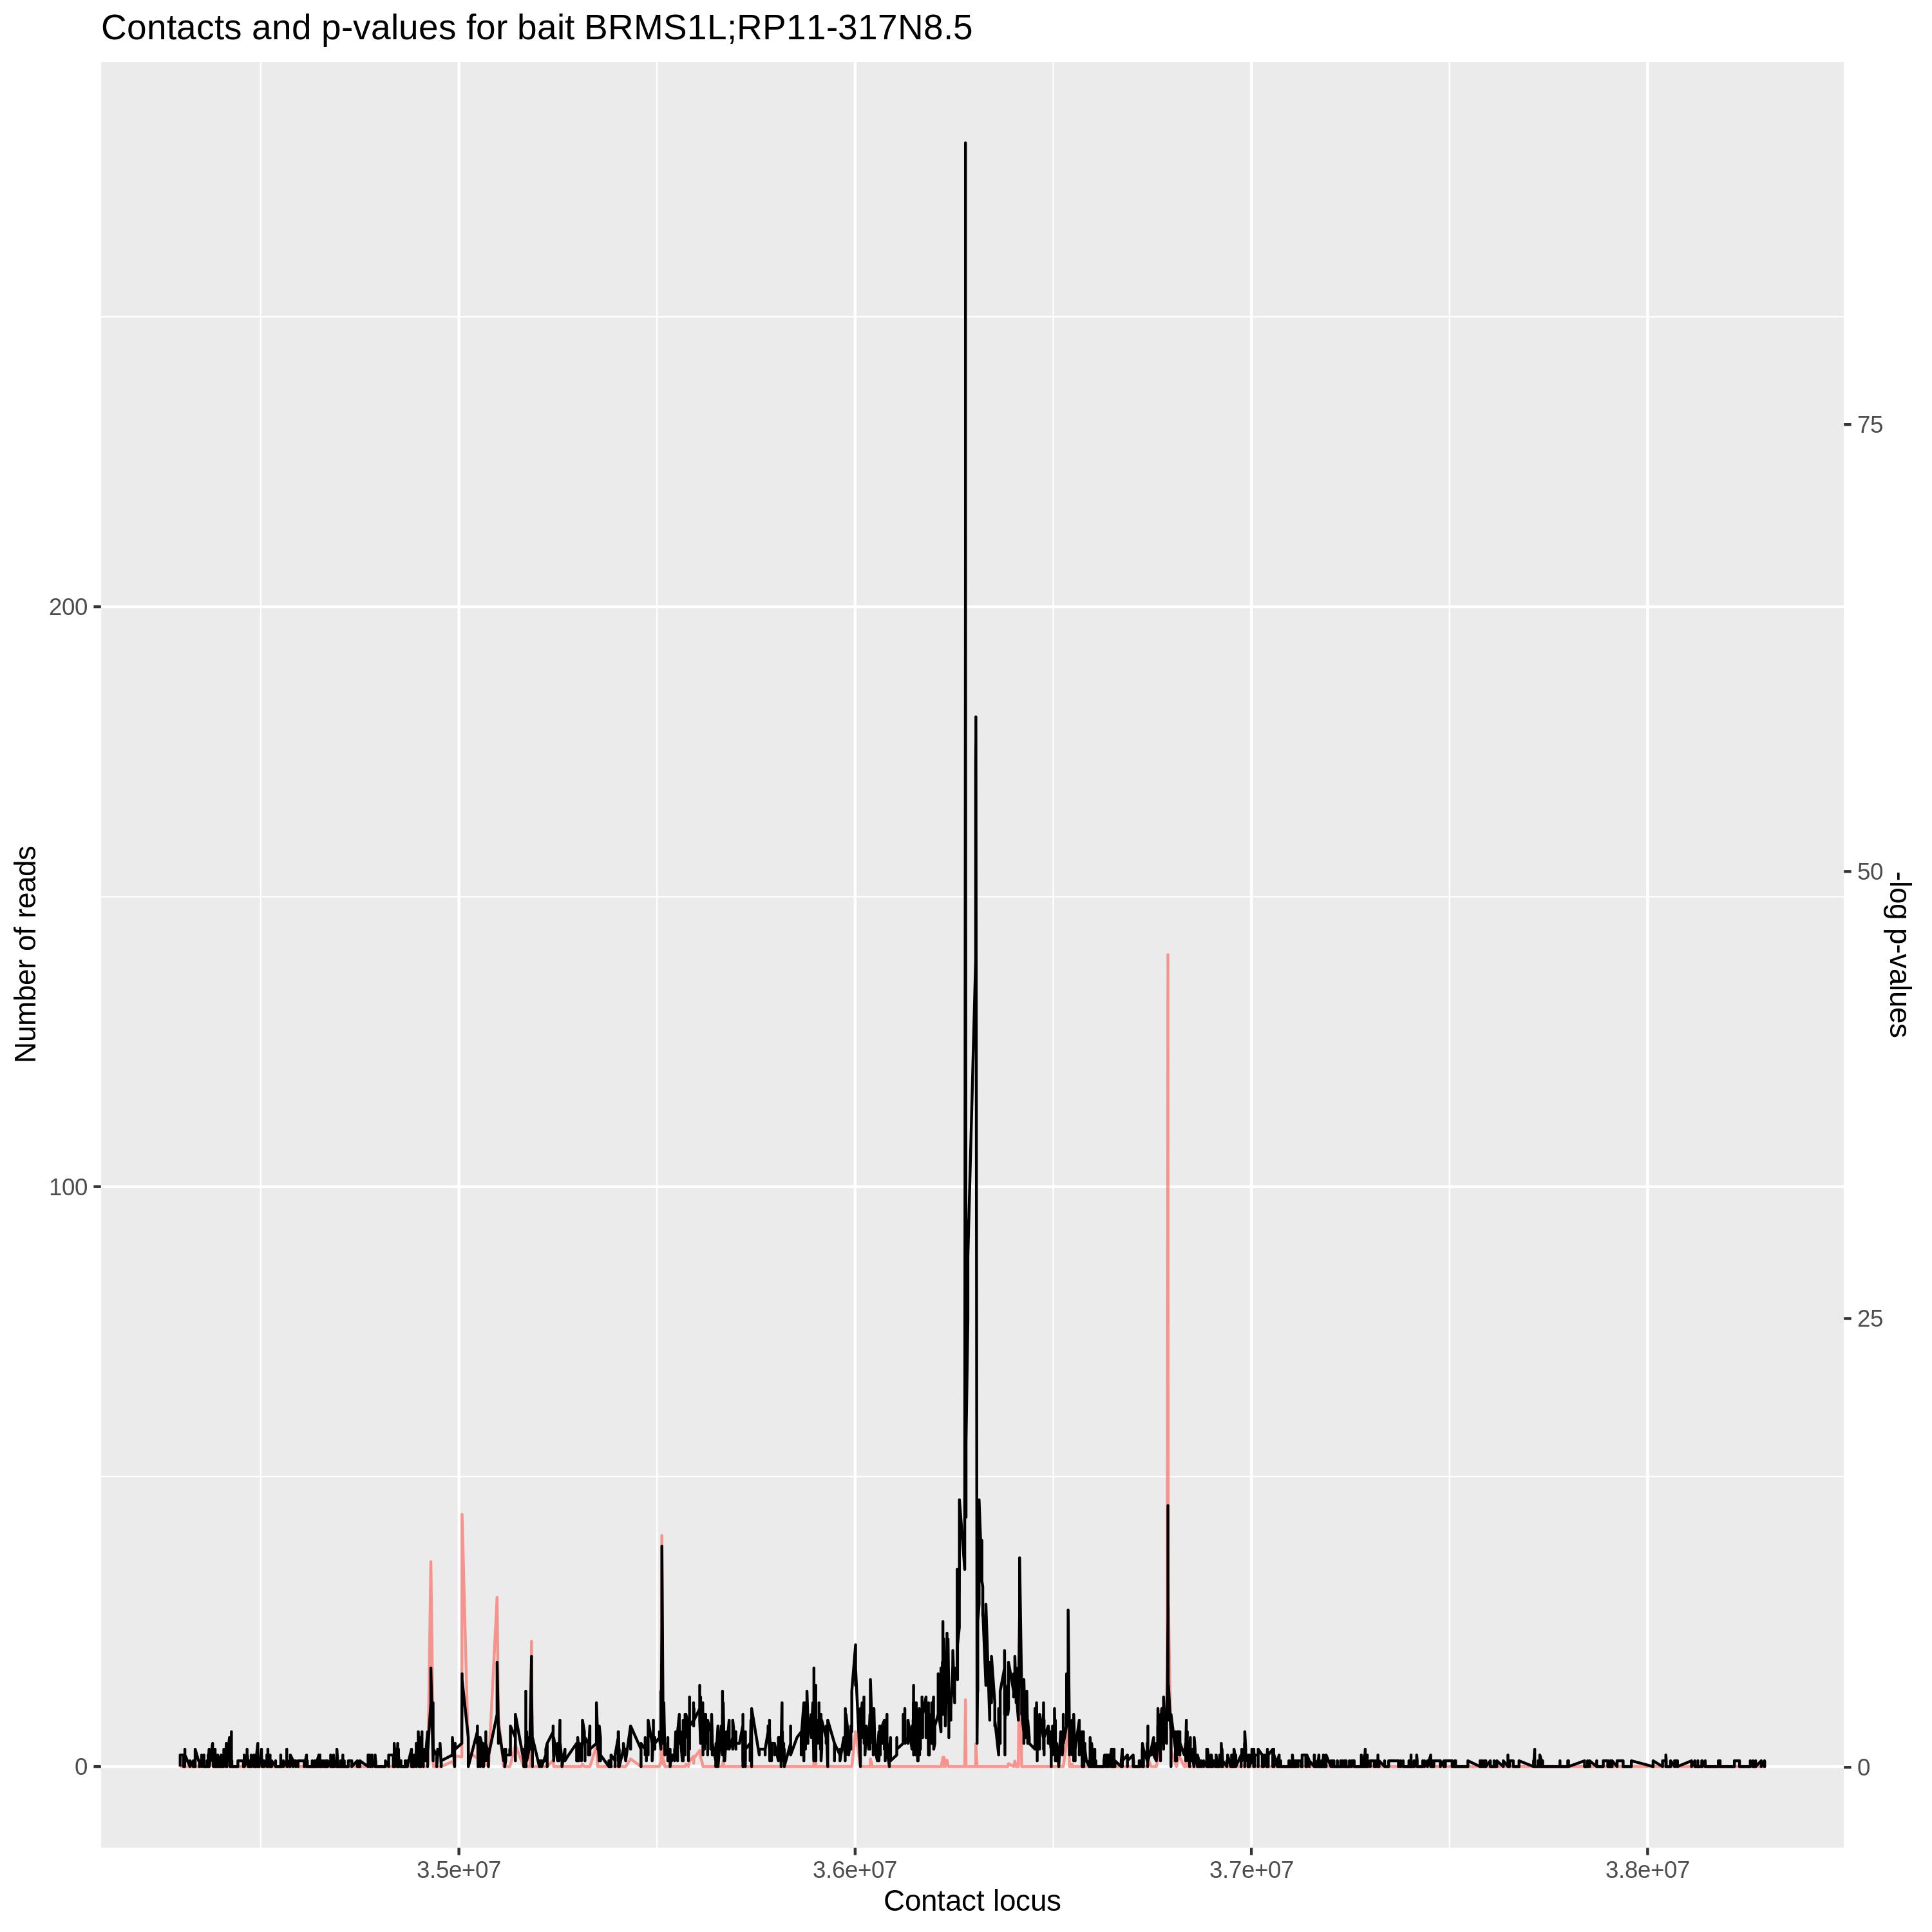 Contacts and p-values for bait BRMS1L;RP11-317N8.5
Number of reads
200
100
0
75
50
25
0
-log p-values
3.5e+07
3.6e+07
3.7e+07
3.8e+07
Contact locus